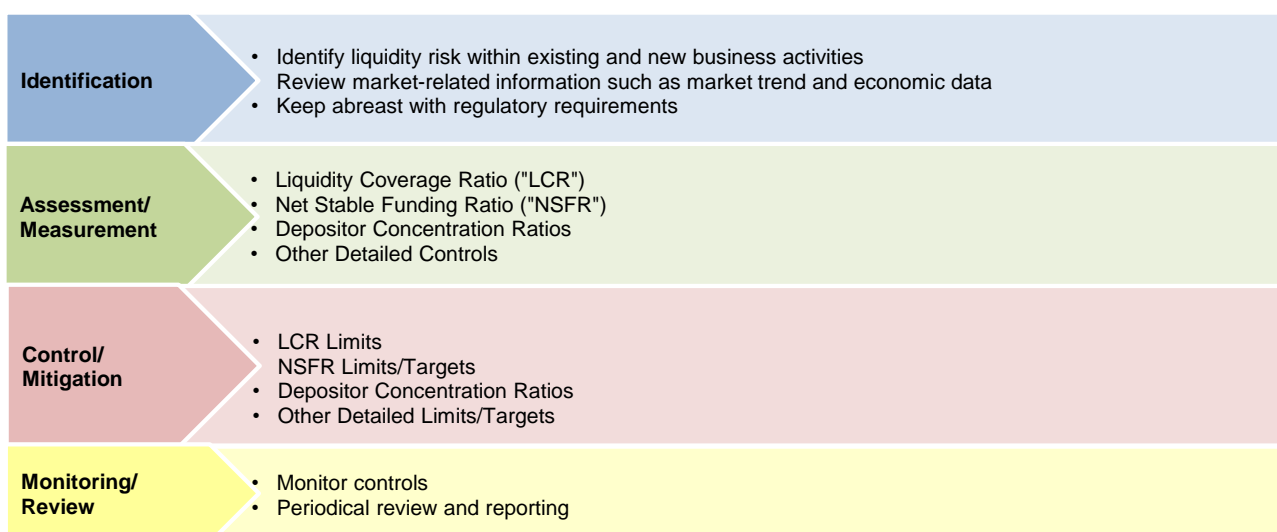 Identification
• Identify liquidity risk within existing and new business activities
Review market-related information such as market trend and economic data
• Keep abreast with regulatory requirements
Assessment/
Measurement
• Liquidity Coverage Ratio ("LCR")
• Net Stable Funding Ratio ("NSFR")
• Depositor Concentration Ratios
• Other Detailed Controls
Control/
Mitigation
• LCR Limits
NSFR Limits/Targets
• Depositor Concentration Ratios
• Other Detailed Limits/Targets
Monitoring/
Review
• Monitor controls
• Periodical review and reporting